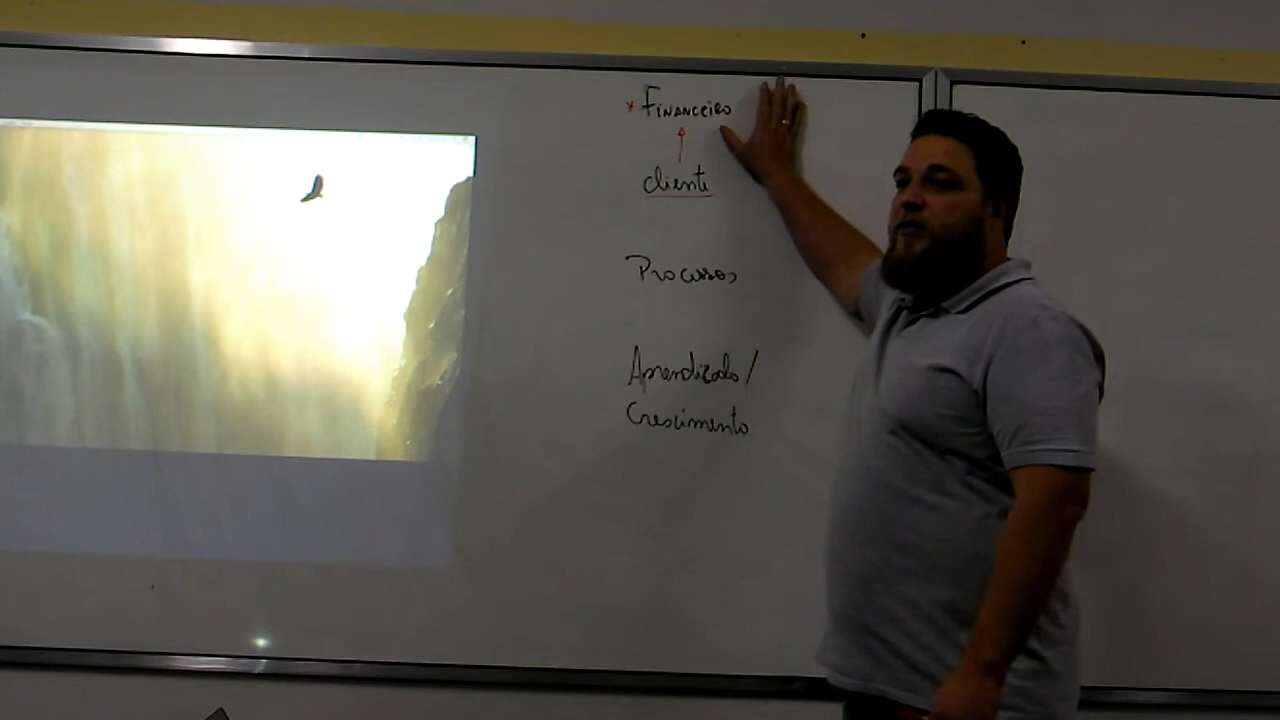 * Financeiro
cliente
Processos
Aprendizado/
Crescimento